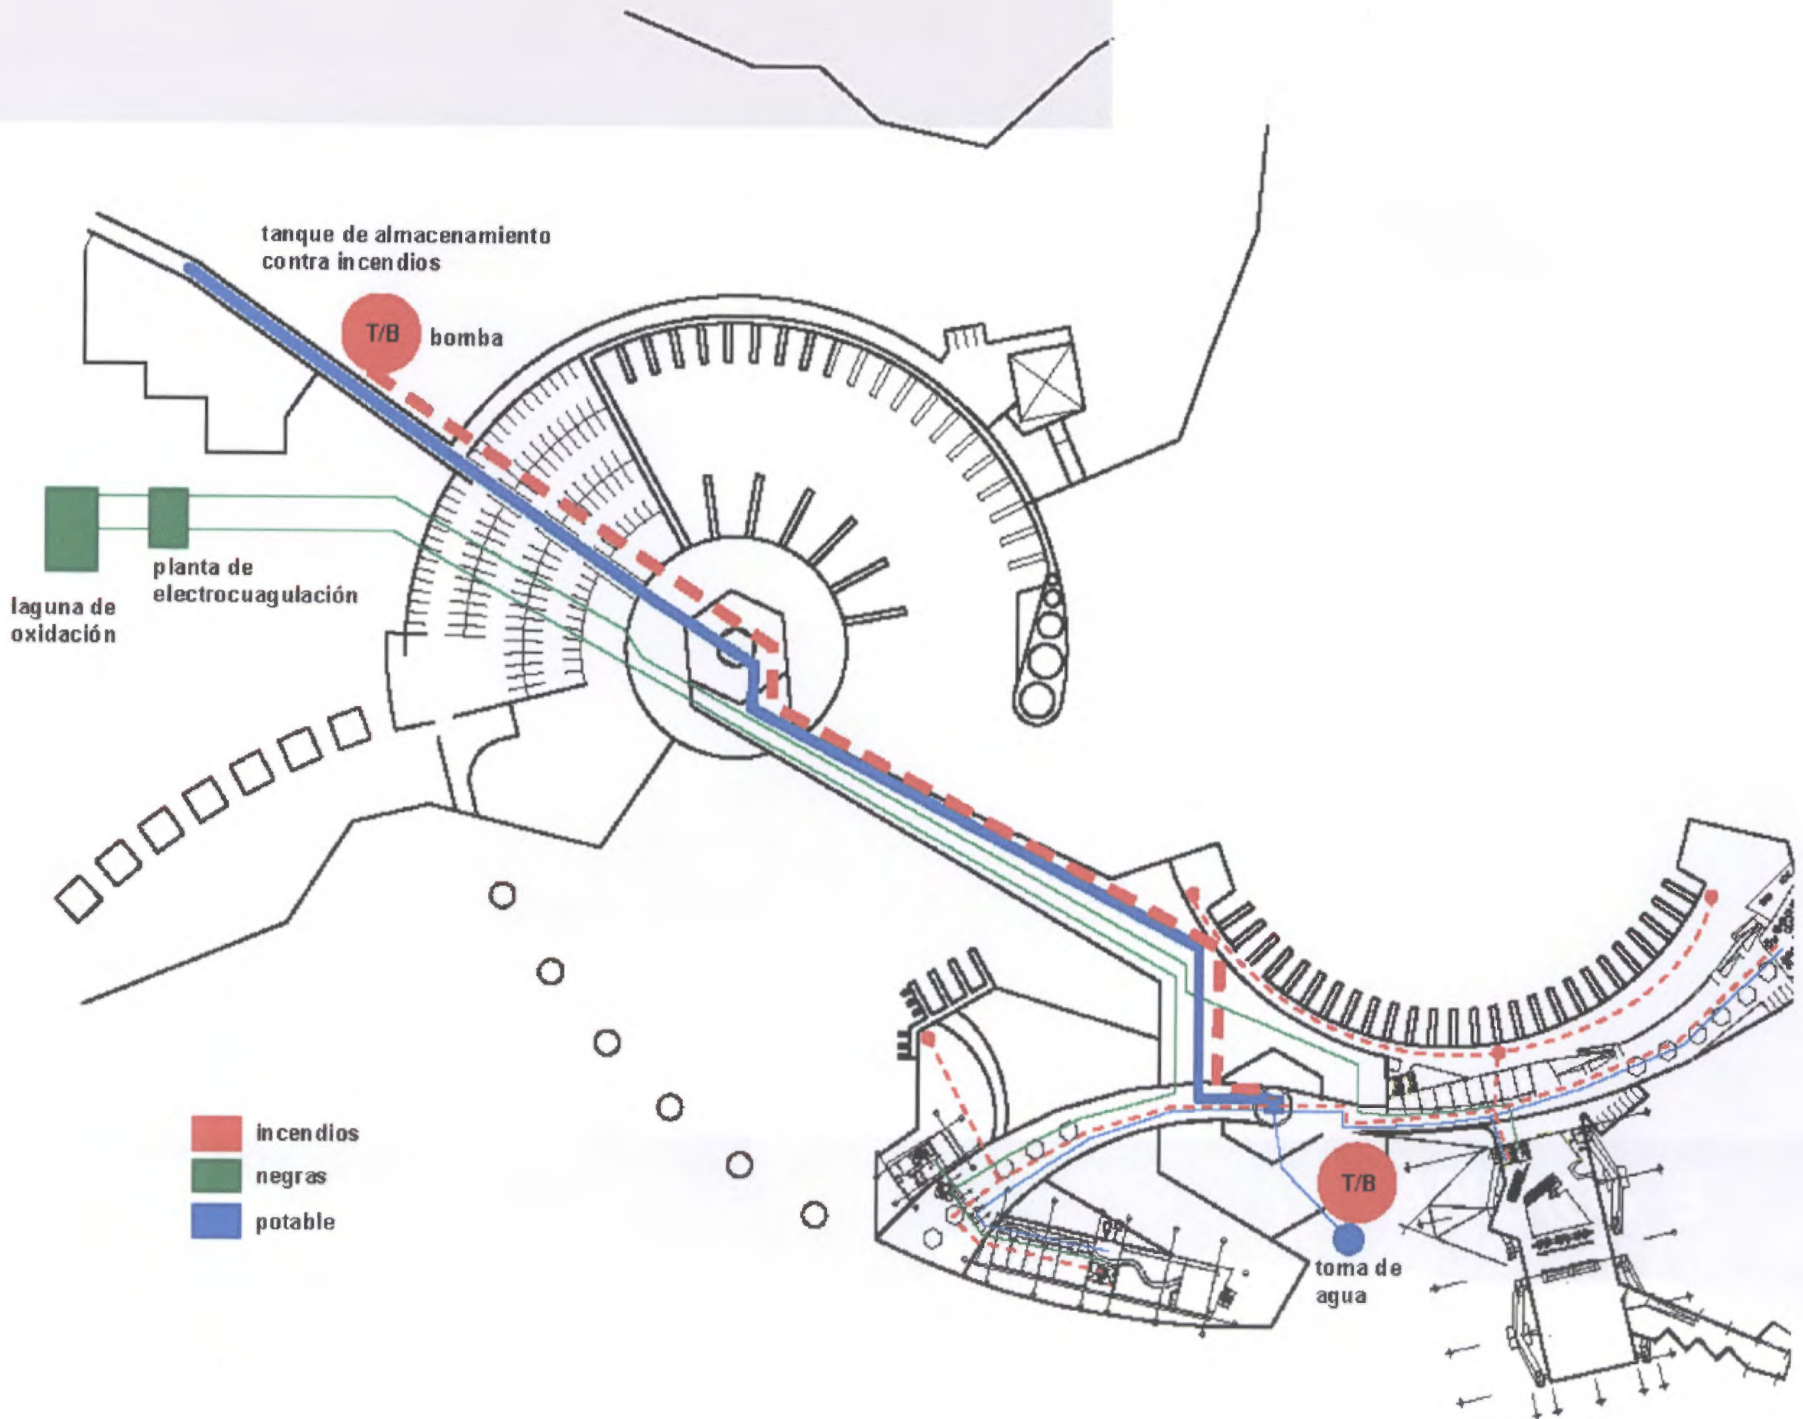 tanque de almacenamiento
contra incendios
T/B
bomba
planta de
electrocuagulación
laguna de
oxidación
incendios
negras
potable
T/B
toma de
agua